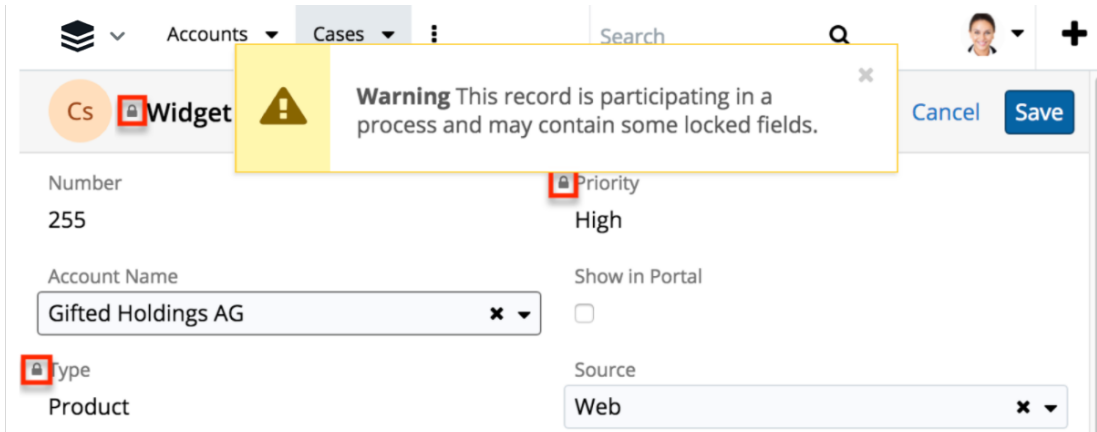 Accounts Cases Search
Warning This record is participating in a
process and may contain some locked fields.
Cs Widget Cancel Save
Number Priority
255 High
Account Name Show in Portal
Gifted Holdings AG
Type Source
Product Web